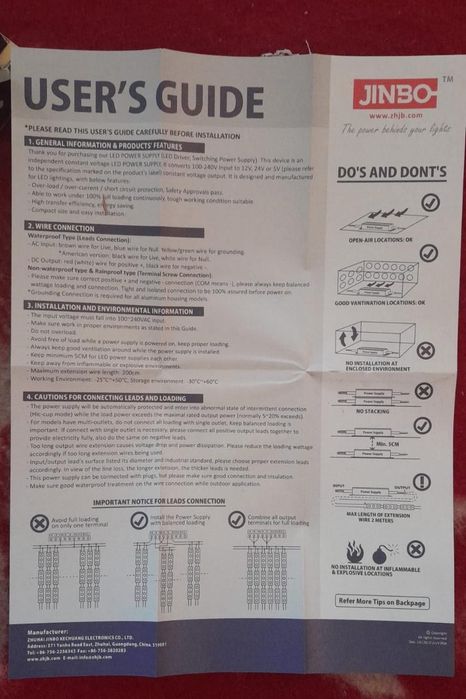 USER'S GUIDE
*PLEASE READ THIS USER'S GUIDE CAREFULLY BEFORE INSTALLATION
1. GENERAL INFORMATION & PRODUCTS' FEATURES
Thank you for purchasing our LED POWER SUPPLY (LED Driver, Switching Power Supply). This device is an
independent constant voltage LED POWER SUPPLY. It converts 100-240V input to 12V, 24V or 5V (please refer
to the specification marked on the product's label) constant voltage output. It is designed and manufactured
for LED lightings, with below features:
- Over-load / over-current / short circuit protection, Safety Approvals pass.
- Able to work under 100% full loading continously, tough working condition suitable.
- High transfer efficiency, energy saving.
- Compact size and easy installation.
2. WIRE CONNECTION
Waterproof Type (Leads Connection):
- AC Input: brown wire for Live, blue wire for Null. Yellow/green wire for grounding.
*American version: black wire for Live, white wire for Null.
- DC Output: red (white) wire for positive +, black wire for negative -
Non-waterproof type & Rainproof type (Terminal Screw Connection):
- Please make sure correct positive + and negative - connection (COM means -), please always keep balanced
wattage loading and connection. Tight and isolated connection to be 100% assured before power on.
*Grounding Connection is required for all aluminum housing models.
3. INSTALLATION AND ENVIRONMENTAL INFORMATION
- The input voltage must fall into 100~240VAC input.
- Make sure work in proper environments as stated in this Guide.
- Do not overload.
- Avoid free of load while a power supply is powered on, keep proper loading.
- Always keep good ventilation around while the power supply is installed.
- Keep minimum 5CM for LED power supplies each other.
- Keep away from inflammable or explosive environments.
- Maximum extension wire length: 200cm.
- Working Environment: -25°C~+50°C, Storage environment: -30°C~+60°C
4. CAUTIONS FOR CONNECTING LEADS AND LOADING
- The power supply will be automatically protected and enter into abnormal state of intermittent connection
(Hic-cup mode) while the load power exceeds the maximal rated output power (normally 5~20% exceeds).
- For models have multi-outlets, do not connect all loading with single outlet. Keep balanced loading is
important. If connect with single outlet is necessary, please connect all positive output leads together to
provide electricity fully, also do the same on negative leads.
- Too long output wire extension causes voltage drop and power dissipation. Please reduce the loading wattage
accordingly if too long extension wires being used.
- Input/output lead's surface listed its diameter and industrial standard, please choose proper extension leads
accordingly. In view of the line loss, the longer extension, the thicker leads is needed.
- This power supply can be connected with plugs, but please make sure good connection and insulation.
- Make sure good waterproof treatment on the wire connection while outdoor application.
IMPORTANT NOTICE FOR LEADS CONNECTION
Avoid full loading
on only one terminal
Install the Power Supply
with balanced loading
Combine all output
terminals for full loading
Manufacturer:
ZHUHAI JINBO KECHUANG ELECTRONICS CO., LTD.
www.zhjb.com E-mail:info@zhjb.com
JINBO
TM
www.zhjb.com
The power behinds your lights
DO'S AND DONT'S
OPEN-AIR LOCATIONS: OK
GOOD VANTINATION LOCATIONS: OK
NO INSTALLATION AT
ENCLOSED ENVIRONMENT
Power Supply
Power Supply
NO STACKING
Power Supply
Min. 5CM
Power Supply
INPUT
OUTPUT
Power Supply
MAX LENGTH OF EXTENSION
WIRE 2 METERS
NO INSTALLATION AT INFLAMMABLE
& EXPLOSIVE LOCATIONS
Refer More Tips on Backpage
© Copyright
All rights reserved